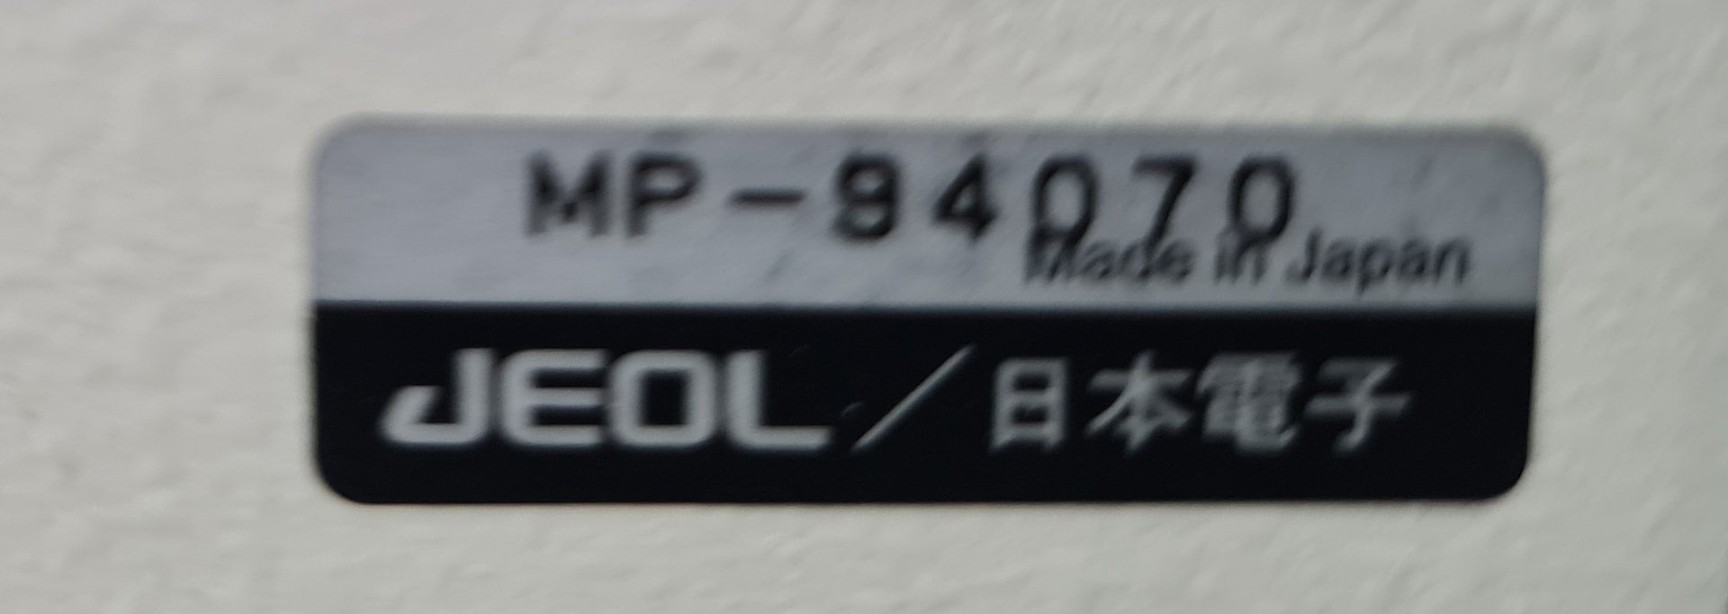 MP-94070
Made in Japan
JEOL/日本電子